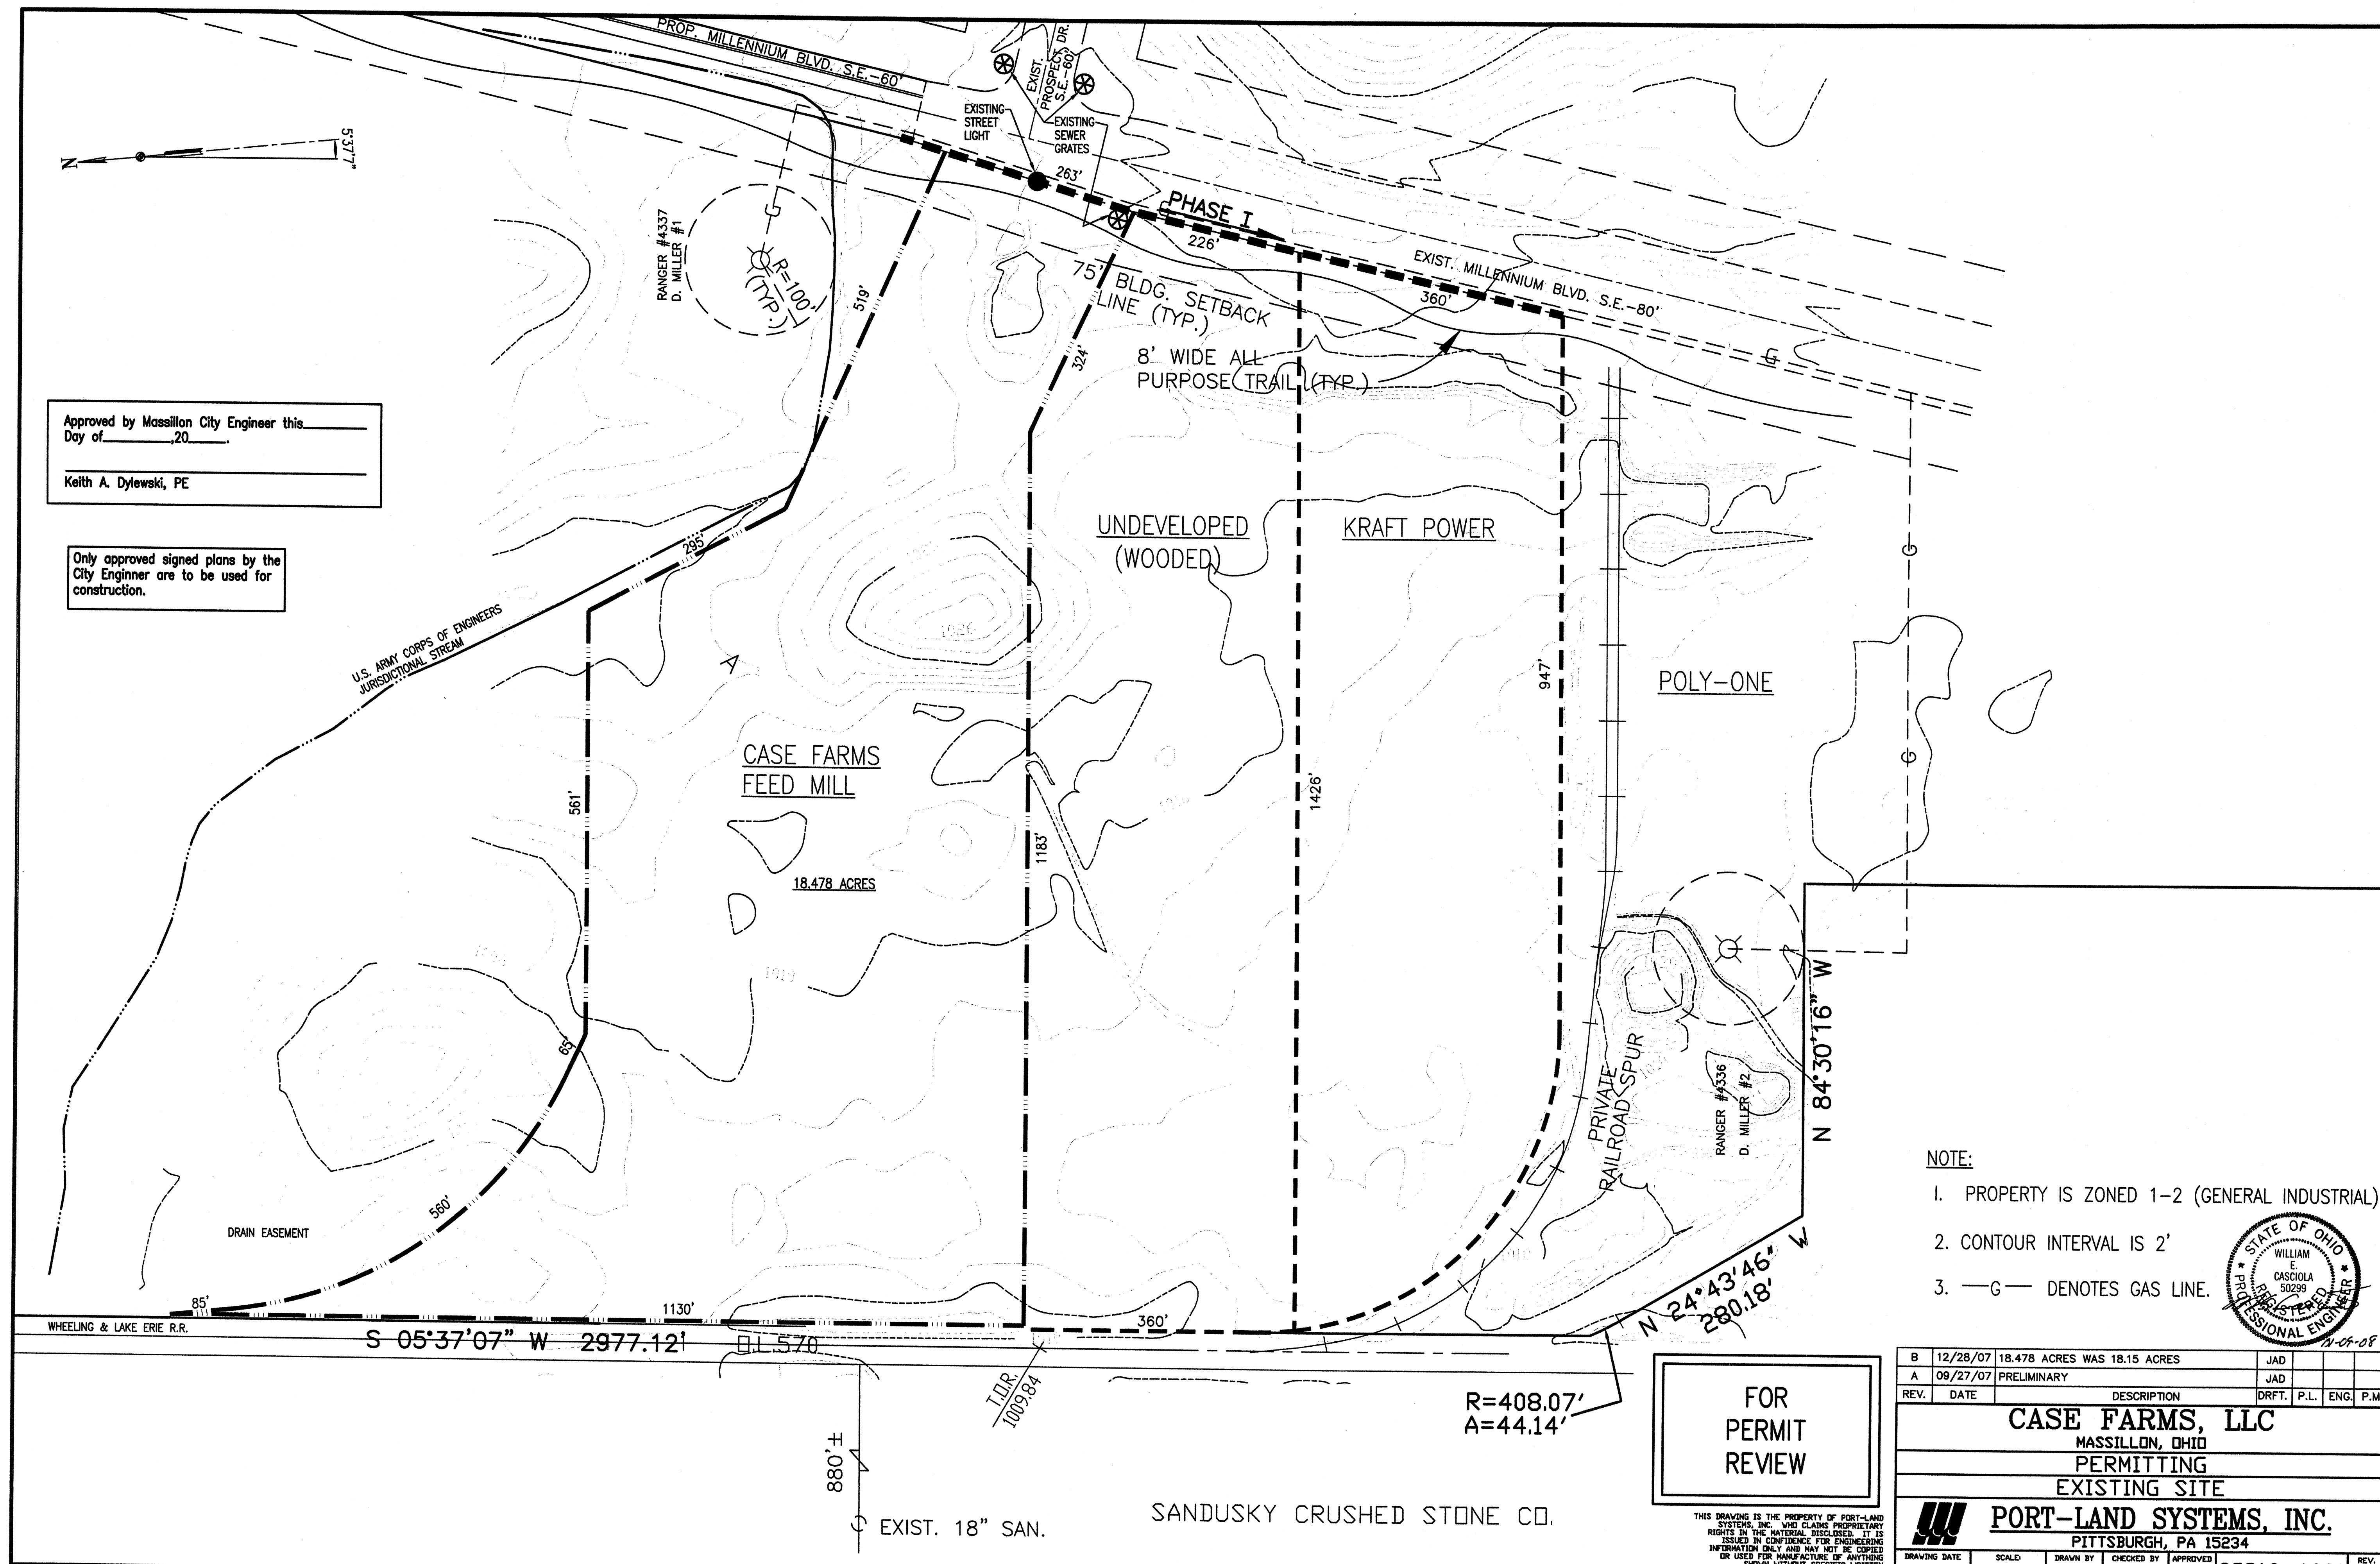 PROP. MILLENNIUM BLVD. S.E.-60'
EXIST.
PROSPECT DR.
S.E.-60'
EXISTING
STREET
LIGHT
EXISTING
SEWER
GRATES
N
5°37'7"
263'
PHASE I
G
226'
EXIST. MILLENNIUM BLVD. S.E.-80'
360'
G
RANGER #4337
D. MILLER #1
G
R=100'
(TYP.)
519'
75' BLDG. SETBACK
LINE (TYP.)
324'
8' WIDE ALL
PURPOSE TRAIL (TYP.)
Approved by Massillon City Engineer this
Day of ,20 .
Keith A. Dylewski, PE
Only approved signed plans by the
City Enginner are to be used for
construction.
UNDEVELOPED
(WOODED)
KRAFT POWER
295'
U.S. ARMY CORPS OF ENGINEERS
JURISDICTIONAL STREAM
1026
A
947'
POLY-ONE
G
G
CASE FARMS
FEED MILL
561'
1426'
1183'
18.478 ACRES
1010
65'
N 84°30'16" W
PRIVATE
RAILROAD SPUR
RANGER #4336
D. MILLER #2
560'
DRAIN EASEMENT
85'
1130'
360'
WHEELING & LAKE ERIE R.R.
S 05°37'07" W 2977.12'
O.L.570
N 24°43'46" W
280.18'
T.O.R.
1009.84
R=408.07'
A=44.14'
880'±
EXIST. 18" SAN.
SANDUSKY CRUSHED STONE CO.
NOTE:
1. PROPERTY IS ZONED 1-2 (GENERAL INDUSTRIAL)
2. CONTOUR INTERVAL IS 2'
3. —G— DENOTES GAS LINE.
STATE OF OHIO
WILLIAM
E.
CASCIOLA
50299
REGISTERED
PROFESSIONAL ENGINEER
FOR
PERMIT
REVIEW
B 12/28/07 18.478 ACRES WAS 18.15 ACRES JAD
A 09/27/07 PRELIMINARY JAD
REV. DATE DESCRIPTION DRFT. P.L. ENG. P.M
CASE FARMS, LLC
MASSILLON, OHIO
PERMITTING
EXISTING SITE
PORT-LAND SYSTEMS, INC.
PITTSBURGH, PA 15234
THIS DRAWING IS THE PROPERTY OF PORT-LAND
SYSTEMS, INC. WHO CLAIMS PROPRIETARY
RIGHTS IN THE MATERIAL DISCLOSED. IT IS
ISSUED IN CONFIDENCE FOR ENGINEERING
INFORMATION ONLY AND MAY NOT BE COPIED
OR USED FOR MANUFACTURE OF ANYTHING
DRAWING DATE SCALE: DRAWN BY CHECKED BY APPROVED REV.